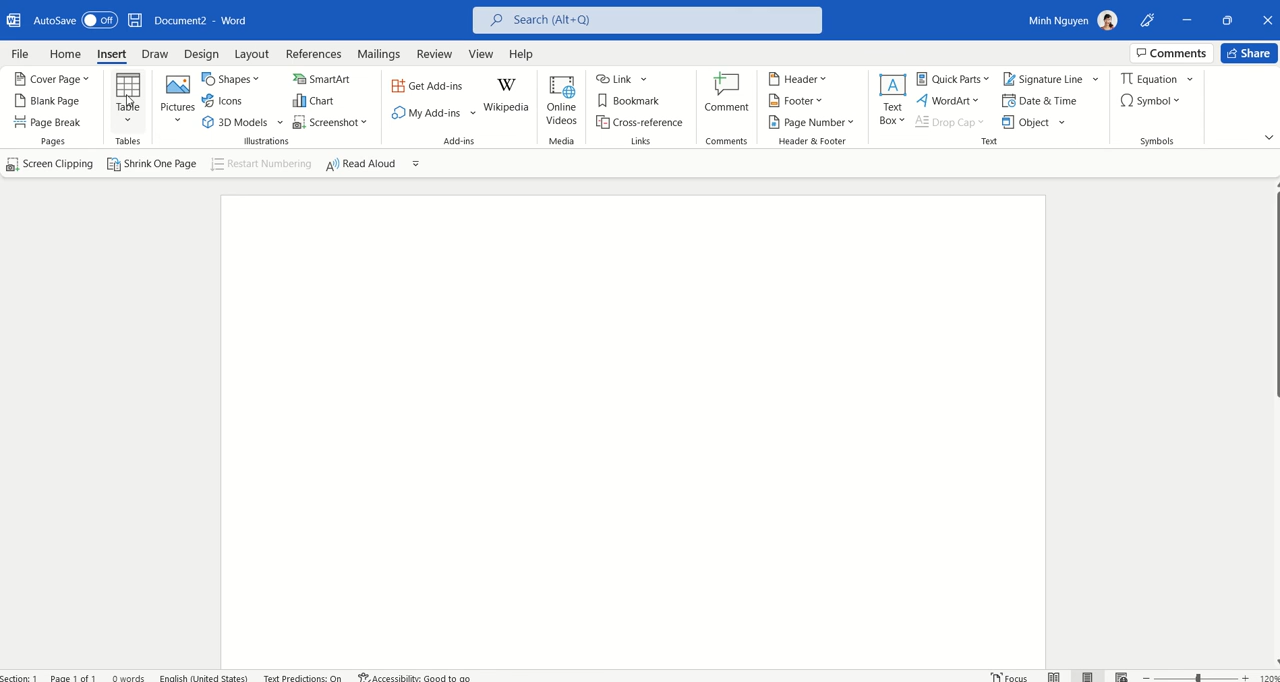 AutoSave Off Document2 - Word Search (Alt+Q) Minh Nguyen
File Home Insert Draw Design Layout References Mailings Review View Help Comments Share
Cover Page
Blank Page
Page Break
Pages
Table
Tables
Pictures
Shapes
Icons
3D Models
SmartArt
Chart
Screenshot
Illustrations
Get Add-ins
My Add-ins
W
Wikipedia
Add-ins
Online
Videos
Media
Link
Bookmark
Cross-reference
Links
Comment
Comments
Header
Footer
Page Number
Header & Footer
Text
Box
Quick Parts
WordArt
Drop Cap
Signature Line
Date & Time
Object
Text
Equation
Symbol
Symbols
Screen Clipping Shrink One Page Restart Numbering Read Aloud
Section: 1 Page 1 of 1 0 words English (United States) Text Predictions: On Accessibility: Good to go Focus 120%